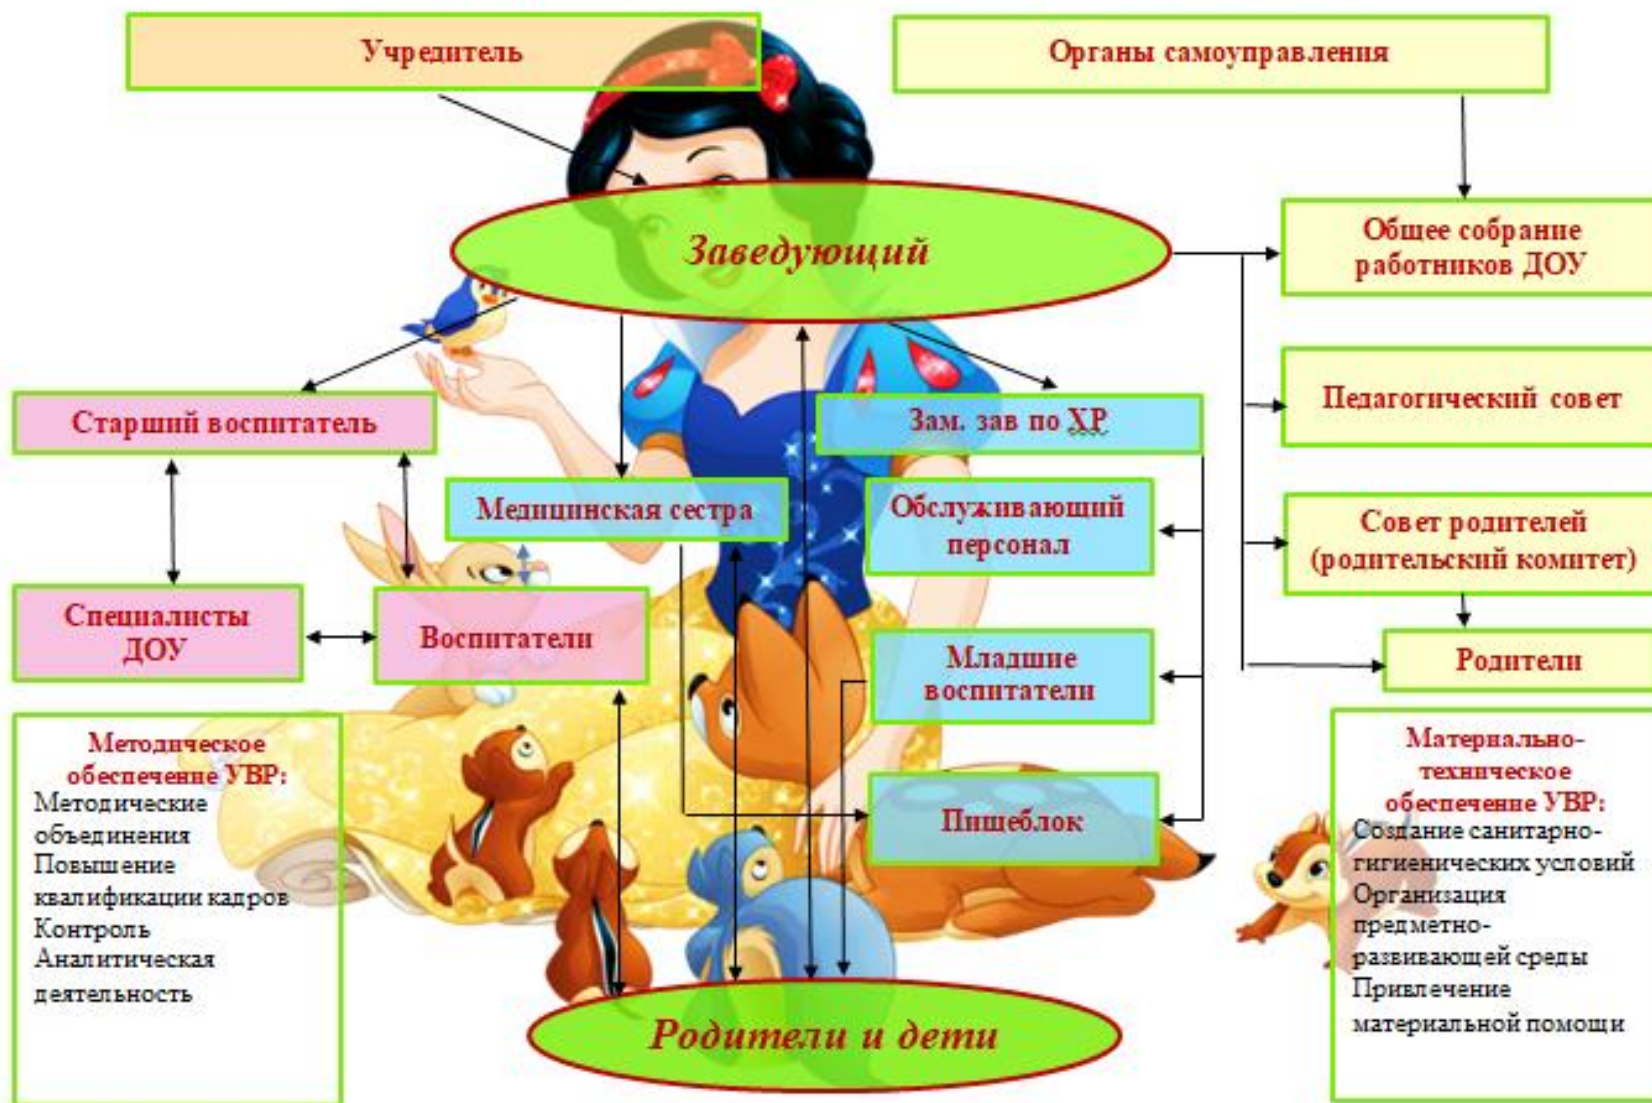 Учредитель
Органы самоуправления
Заведующий
Общее собрание
работников ДОУ
Старший воспитатель
Зам. зав по ХР
Педагогический совет
Медицинская сестра
Обслуживающий
персонал
Совет родителей
(родительский комитет)
Специалисты
ДОУ
Воспитатели
Младшие
воспитатели
Родители
Методическое
обеспечение УВР:
Методические
объединения
Повышение
квалификации кадров
Контроль
Аналитическая
деятельность
Пищеблок
Материально-
техническое
обеспечение УВР:
Создание санитарно-
гигиенических условий
Организация
предметно-
развивающей среды
Привлечение
материальной помощи
Родители и дети